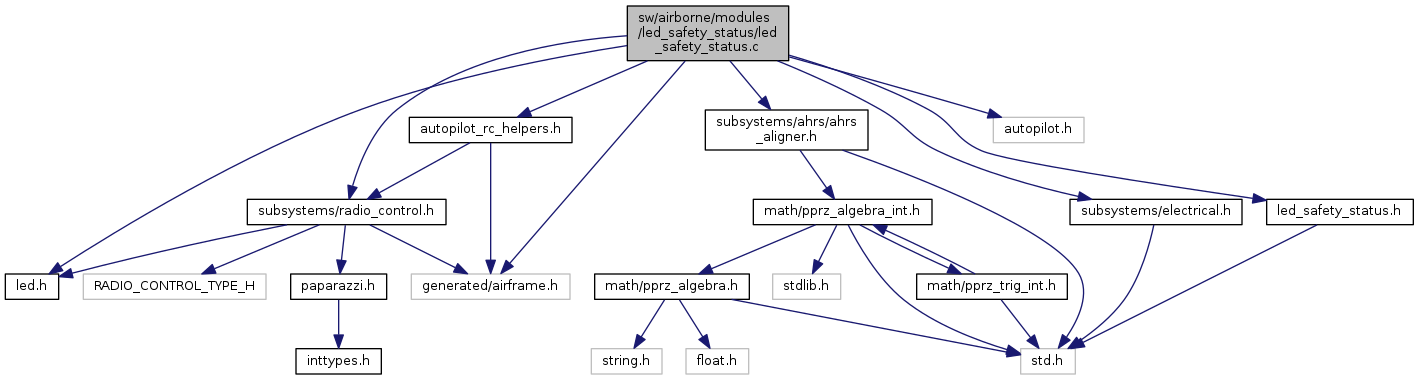 sw/airborne/modules
/led_safety_status/led
_safety_status.c
autopilot_rc_helpers.h
subsystems/ahrs/ahrs
_aligner.h
autopilot.h
subsystems/radio_control.h
math/pprz_algebra_int.h
subsystems/electrical.h
led_safety_status.h
led.h
RADIO_CONTROL_TYPE_H
paparazzi.h
generated/airframe.h
math/pprz_algebra.h
stdlib.h
math/pprz_trig_int.h
inttypes.h
string.h
float.h
std.h